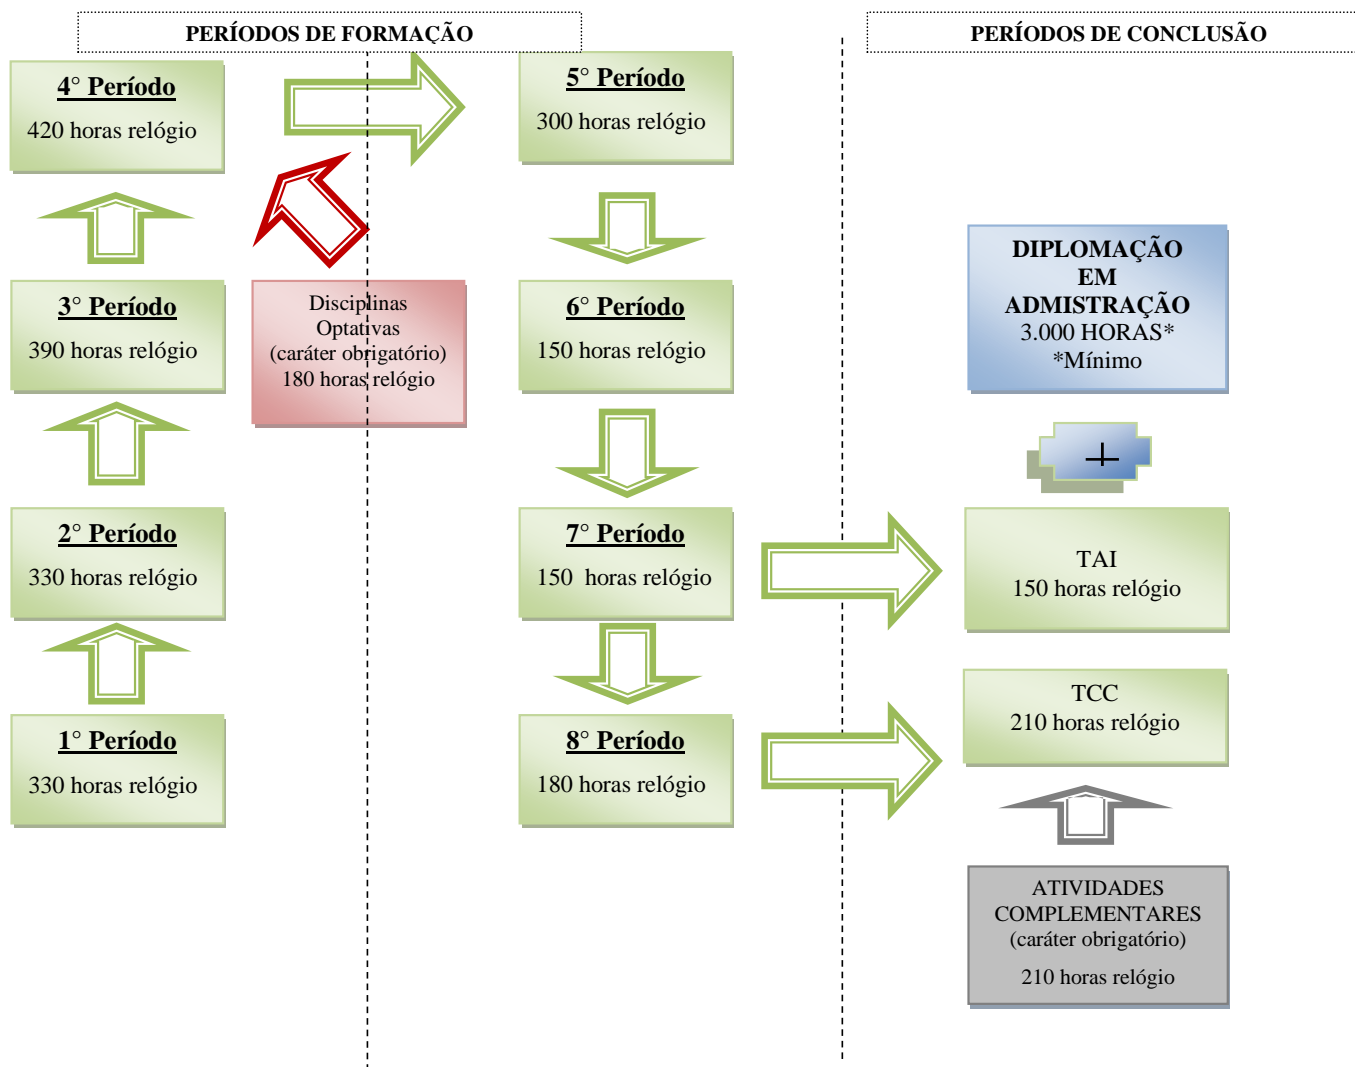 PERÍODOS DE FORMAÇÃO
PERÍODOS DE CONCLUSÃO
4° Período
420 horas relógio
5° Período
300 horas relógio
3° Período
390 horas relógio
Disciplinas
Optativas
(caráter obrigatório)
180 horas relógio
6° Período
150 horas relógio
DIPLOMAÇÃO
EM
ADMISTRAÇÃO
3.000 HORAS*
*Mínimo
+
2° Período
330 horas relógio
7° Período
150 horas relógio
TAI
150 horas relógio
1° Período
330 horas relógio
8° Período
180 horas relógio
TCC
210 horas relógio
ATIVIDADES
COMPLEMENTARES
(caráter obrigatório)
210 horas relógio